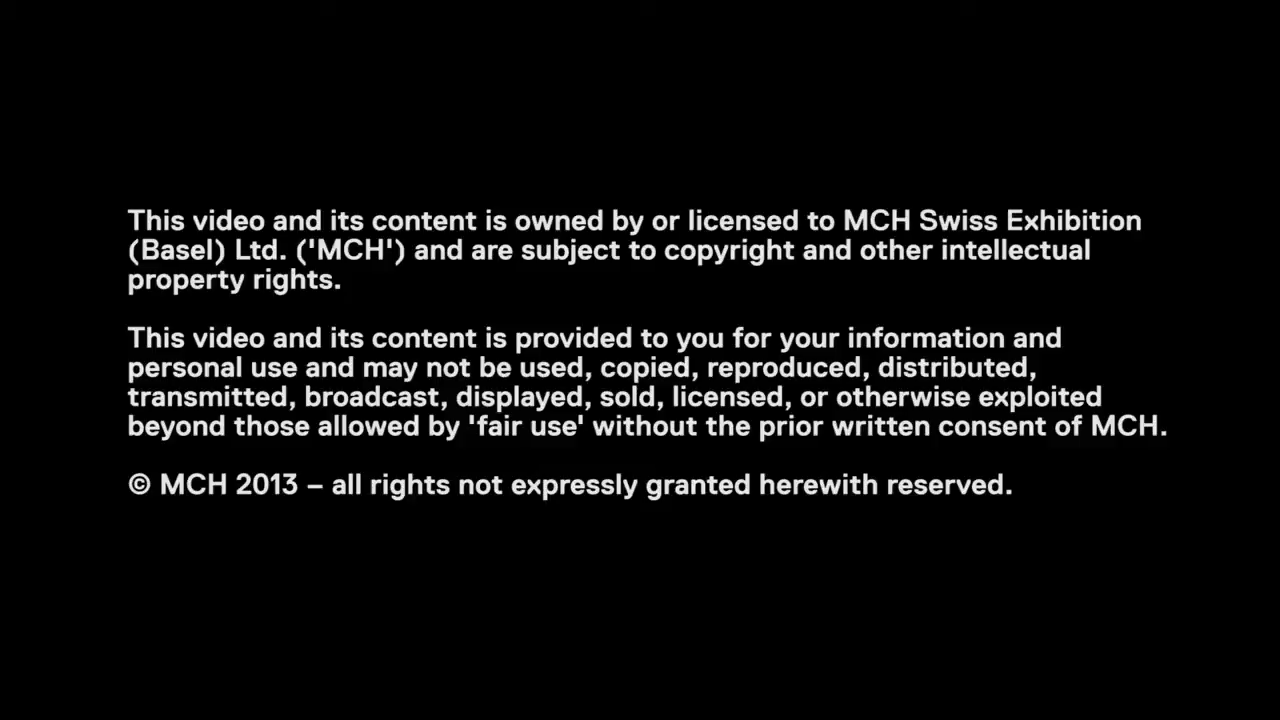 This video and its content is owned by or licensed to MCH Swiss Exhibition
(Basel) Ltd. ('MCH') and are subject to copyright and other intellectual
property rights.
This video and its content is provided to you for your information and
personal use and may not be used, copied, reproduced, distributed,
transmitted, broadcast, displayed, sold, licensed, or otherwise exploited
beyond those allowed by 'fair use' without the prior written consent of MCH.
© MCH 2013 – all rights not expressly granted herewith reserved.